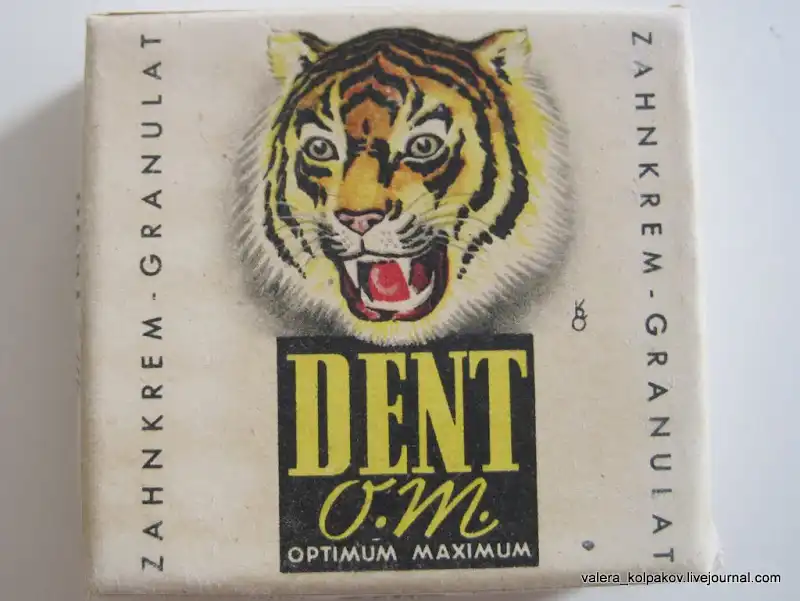 ZAHNKREM-GRANULAT
ZAHNKREM-GRANULAT
DENT
O.M.
OPTIMUM MAXIMUM
valera_kolpakov.livejournal.com